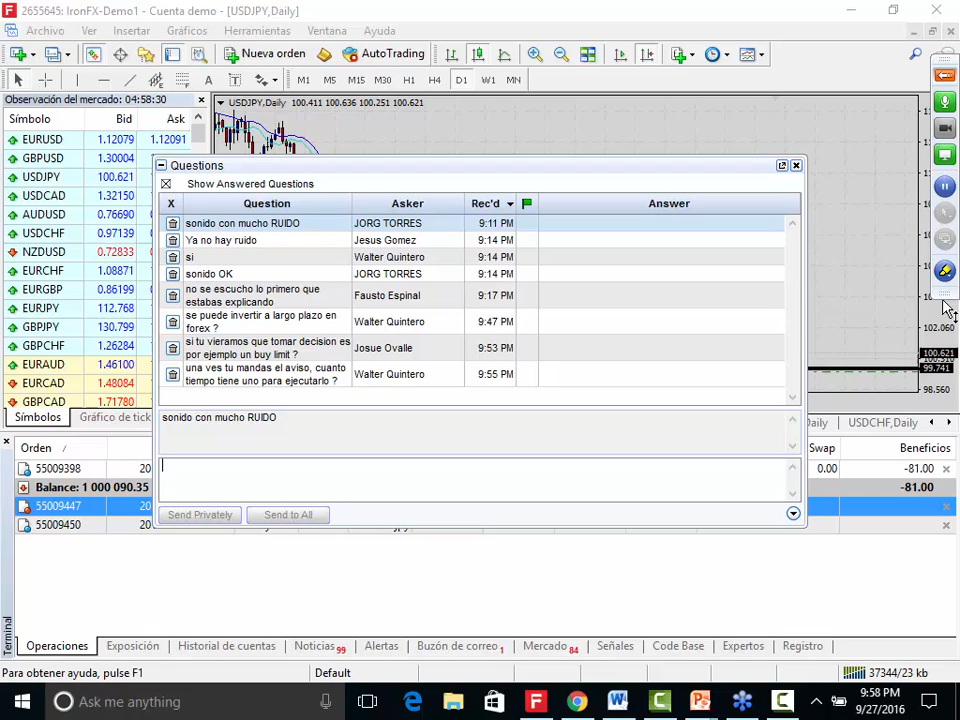 2655645: IronFX-Demo1 - Cuenta demo - [USDJPY,Daily]
Archivo Ver Insertar Gráficos Herramientas Ventana Ayuda
Nueva orden AutoTrading
A T M1 M5 M15 M30 H1 H4 D1 W1 MN
Observación del mercado: 04:58:30
Símbolo Bid Ask
EURUSD 1.12079 1.12091
GBPUSD 1.30004
USDJPY 100.621
USDCAD 1.32150
AUDUSD 0.76690
USDCHF 0.97139
NZDUSD 0.72833
EURCHF 1.08871
EURGBP 0.86199
EURJPY 112.768
GBPJPY 130.799
GBPCHF 1.26284
EURAUD 1.46100
EURCAD 1.48084
GBPCAD 1.71780
Símbolos Gráfico de tick
USDJPY,Daily 100.411 100.636 100.251 100.621
102.060
100.621
99.741
98.560
Questions
Show Answered Questions
X Question Asker Rec'd Answer
sonido con mucho RUIDO JORG TORRES 9:11 PM
Ya no hay ruido Jesus Gomez 9:14 PM
si Walter Quintero 9:14 PM
sonido OK JORG TORRES 9:14 PM
no se escucho lo primero que
estabas explicando Fausto Espinal 9:17 PM
se puede invertir a largo plazo en
forex ? Walter Quintero 9:47 PM
si tu vieramos que tomar decision es
por ejemplo un buy limit ? Josue Ovalle 9:53 PM
una ves tu mandas el aviso, cuanto
tiempo tiene uno para ejecutarlo ? Walter Quintero 9:55 PM
sonido con mucho RUIDO
Send Privately Send to All
aily USDCHF,Daily
Orden / Swap Beneficios
55009398 20 0.00 -81.00
Balance: 1 000 090.35 -81.00
55009447 20
55009450 20
Terminal
Operaciones Exposición Historial de cuentas Noticias 99 Alertas Buzón de correo 1 Mercado 84 Señales Code Base Expertos Registro
Para obtener ayuda, pulse F1 Default 37344/23 kb
Ask me anything
9:58 PM
9/27/2016